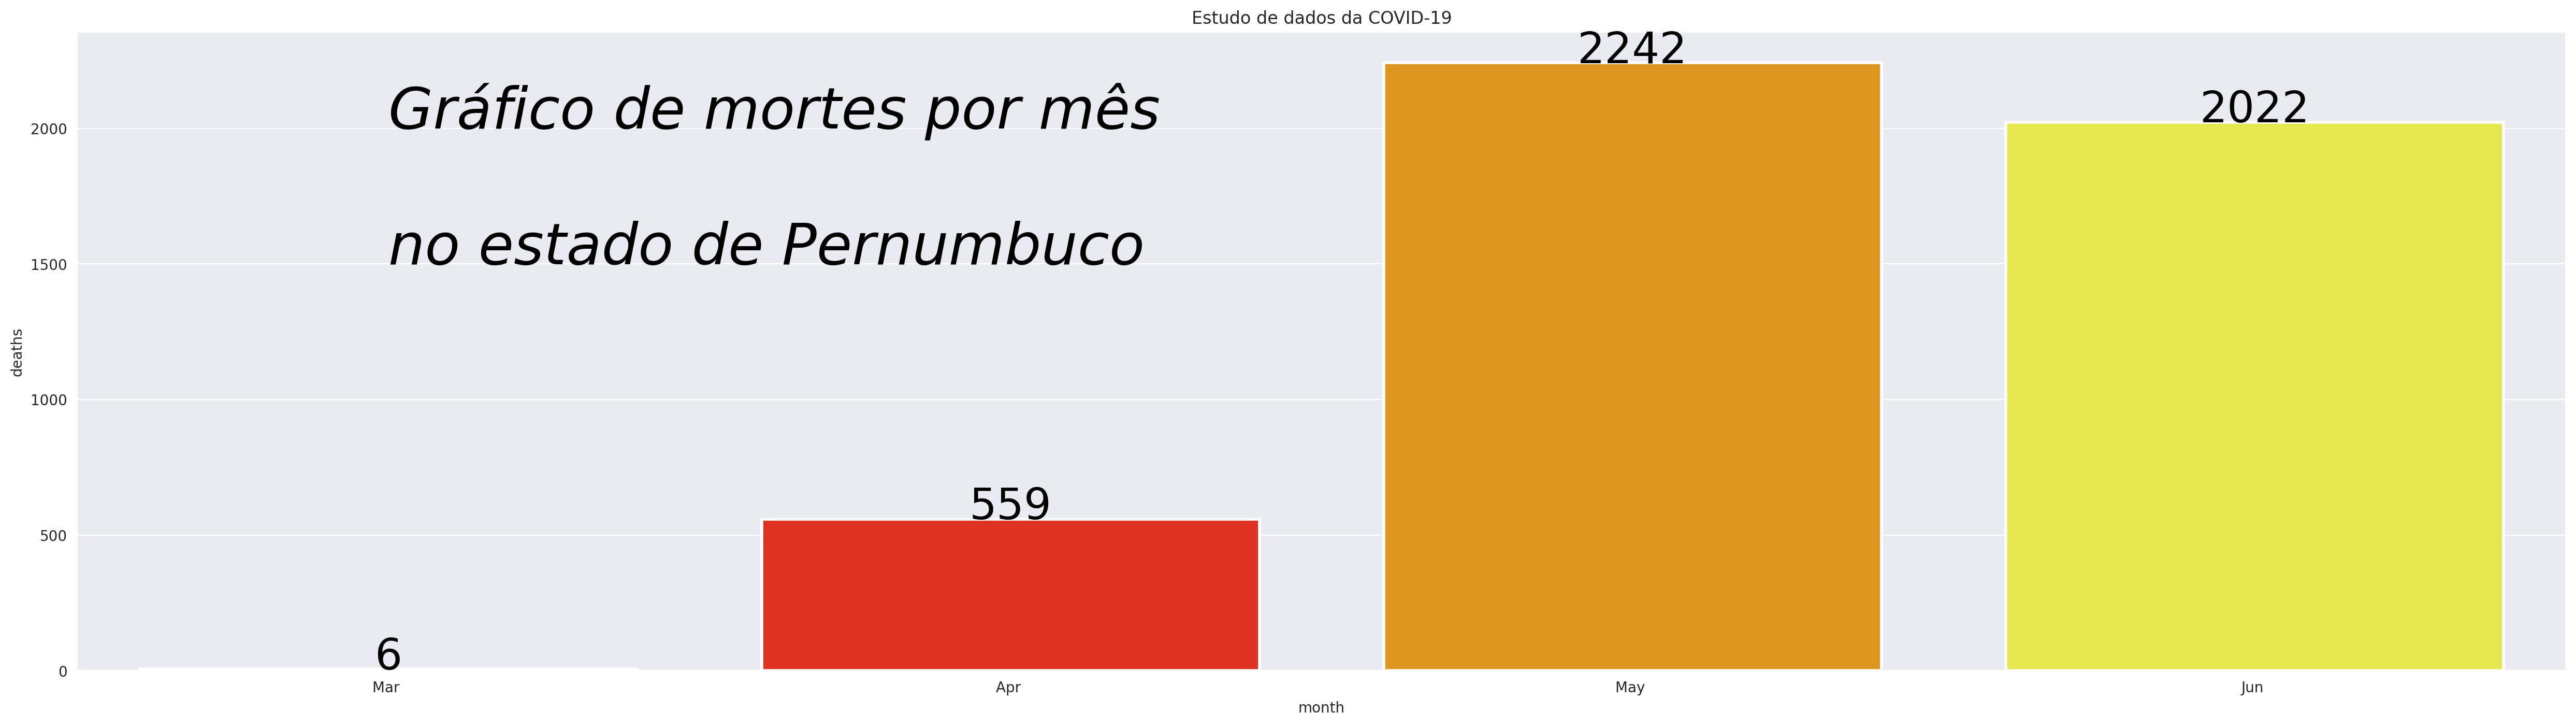 Estudo de dados da COVID-19
Gráfico de mortes por mês
no estado de Pernumbuco
2242
2022
559
6
2000
1500
1000
500
0
deaths
Mar
Apr
May
Jun
month